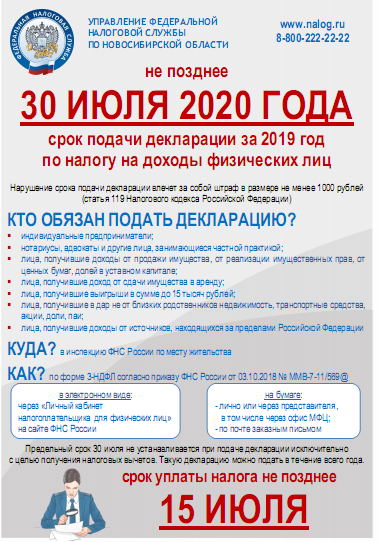 ФЕДЕРАЛЬНАЯ НАЛОГОВАЯ СЛУЖБА
УПРАВЛЕНИЕ ФЕДЕРАЛЬНОЙ
НАЛОГОВОЙ СЛУЖБЫ
ПО НОВОСИБИРСКОЙ ОБЛАСТИ
www.nalog.ru
8-800-222-22-22
не позднее
30 ИЮЛЯ 2020 ГОДА
срок подачи декларации за 2019 год
по налогу на доходы физических лиц
Нарушение срока подачи декларации влечет за собой штраф в размере не менее 1000 рублей
(статья 119 Налогового кодекса Российской Федерации)
КТО ОБЯЗАН ПОДАТЬ ДЕКЛАРАЦИЮ?
▪ индивидуальные предприниматели;
▪ нотариусы, адвокаты и другие лица, занимающиеся частной практикой;
▪ лица, получившие доходы от продажи имущества, от реализации имущественных прав, от
ценных бумаг, долей в уставном капитале;
▪ лица, получившие доход от сдачи имущества в аренду;
▪ лица, получившие выигрыши в сумме до 15 тысяч рублей;
▪ лица, получившие в дар не от близких родственников недвижимость, транспортные средства,
акции, доли, паи;
▪ лица, получившие доходы от источников, находящихся за пределами Российской Федерации
КУДА? в инспекцию ФНС России по месту жительства
КАК? по форме 3-НДФЛ согласно приказу ФНС России от 03.10.2018 № ММВ-7-11/569@
в электронном виде:
через «Личный кабинет
налогоплательщика для физических лиц»
на сайте ФНС России
на бумаге:
- лично или через представителя,
в том числе через офис МФЦ;
- по почте заказным письмом
Предельный срок 30 июля не устанавливается при подаче декларации исключительно
с целью получения налоговых вычетов. Такую декларацию можно подать в течение всего года.
срок уплаты налога не позднее
15 ИЮЛЯ